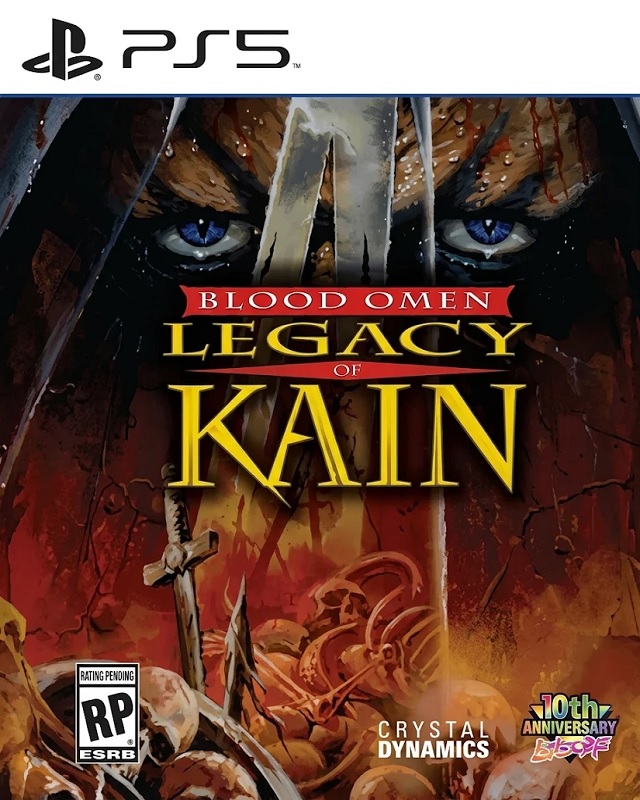 PS5
BLOOD OMEN
LEGACY
OF
KAIN
RATING PENDING
RP
ESRB
CRYSTAL
DYNAMICS
10th
ANNIVERSARY